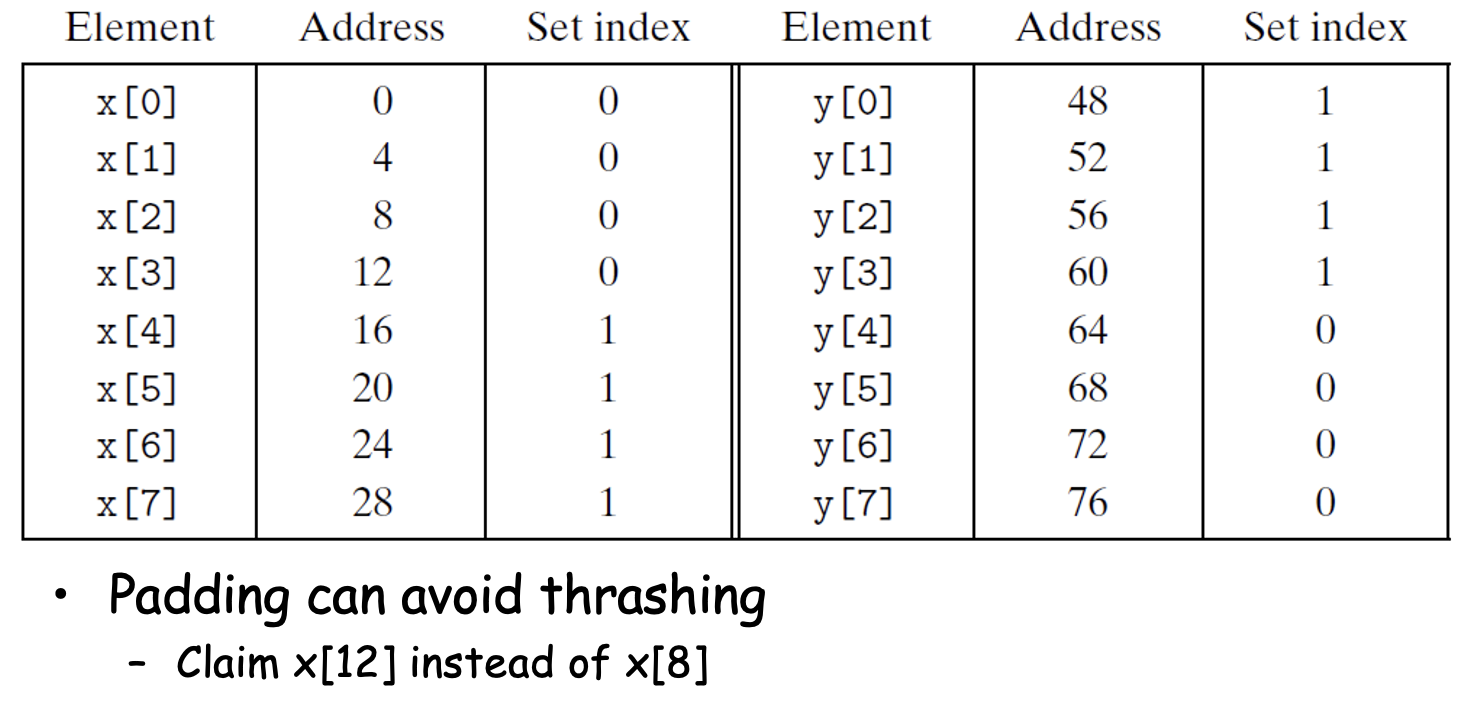 Element Address Set index Element Address Set index
x[0] 0 0 y[0] 48 1
x[1] 4 0 y[1] 52 1
x[2] 8 0 y[2] 56 1
x[3] 12 0 y[3] 60 1
x[4] 16 1 y[4] 64 0
x[5] 20 1 y[5] 68 0
x[6] 24 1 y[6] 72 0
x[7] 28 1 y[7] 76 0
• Padding can avoid thrashing
– Claim x[12] instead of x[8]